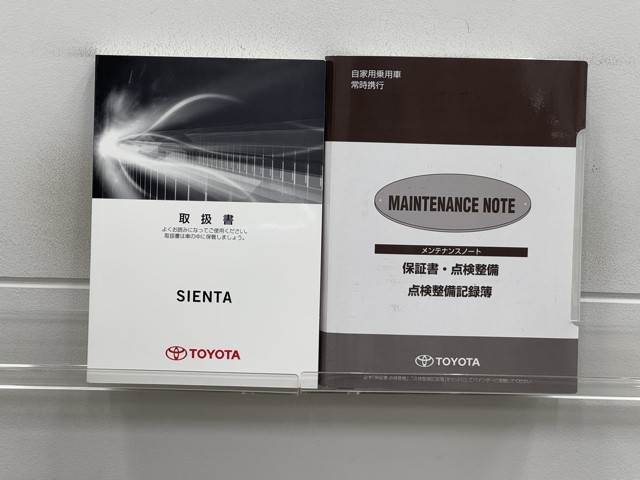 取扱書
よくお読みになってご使用ください。
取扱書は車の中に保管しましょう。
SIENTA
TOYOTA
自家用乗用車
常時携行
MAINTENANCE NOTE
メンテナンスノート
保証書・点検整備
点検整備記録簿
TOYOTA